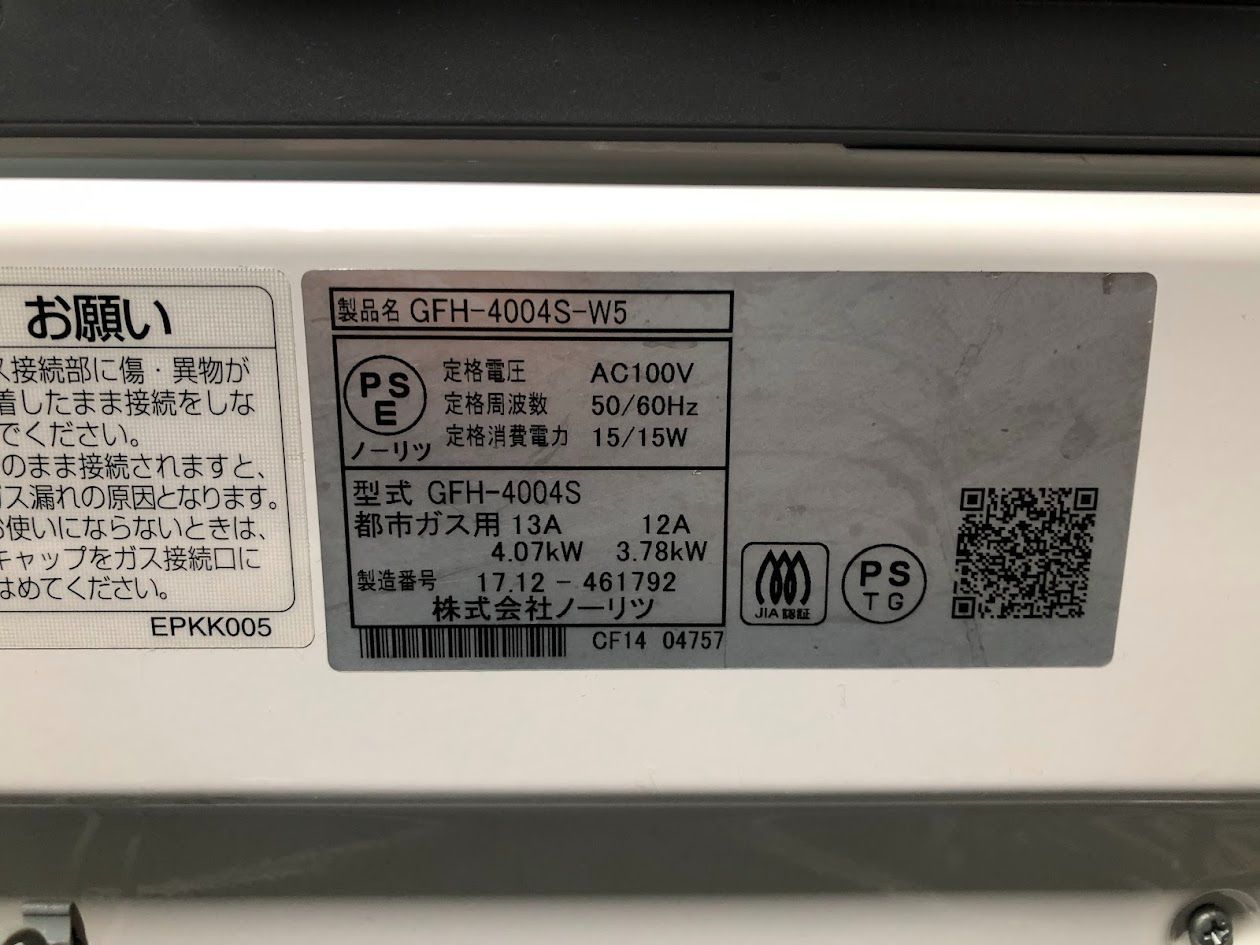 お願い
ス接続部に傷・異物が
着したまま接続をしな
でください。
のまま接続されますと、
ガス漏れの原因となります。
お使いにならないときは、
キャップをガス接続口に
はめてください。
EPKK005
製品名 GFH-4004S-W5
PS
E
ノーリツ
定格電圧 AC100V
定格周波数 50/60Hz
定格消費電力 15/15W
型式 GFH-4004S
都市ガス用 13A 12A
4.07kW 3.78kW
製造番号 17.12 - 461792
株式会社ノーリツ
CF14 04757
JIA 認証
PS
TG